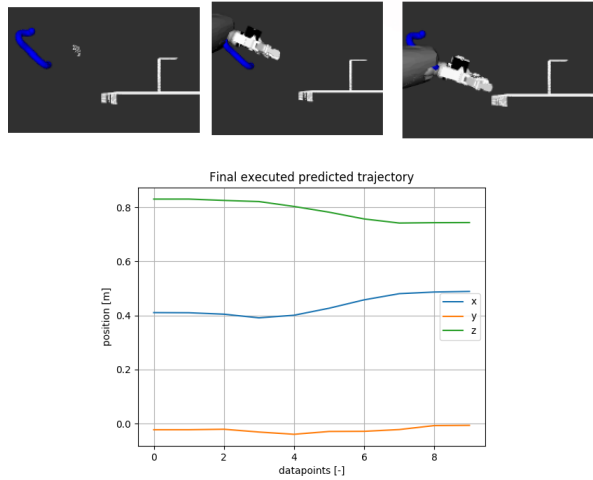 Final executed predicted trajectory
0.8
0.6
0.4
0.2
0.0
position [m]
x
y
z
0 2 4 6 8
datapoints [-]